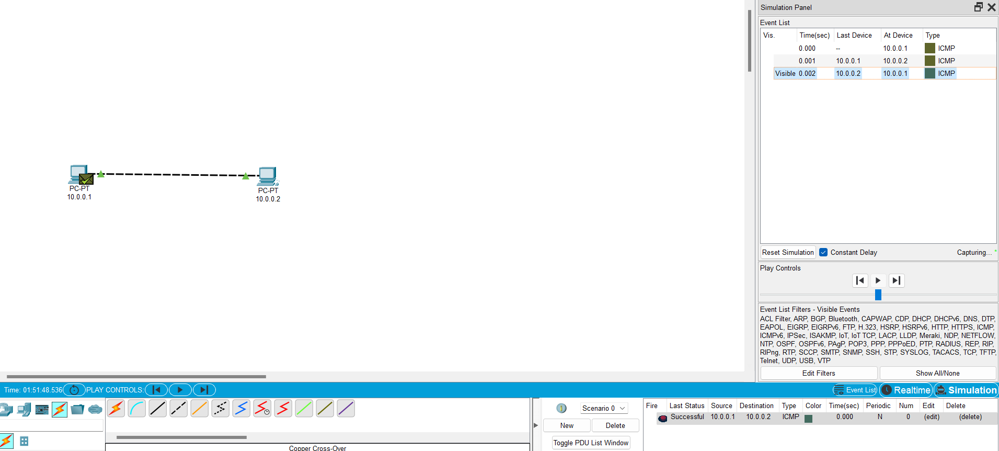 Simulation Panel
Event List
Vis. Time(sec) Last Device At Device Type
0.000 -- 10.0.0.1 ICMP
0.001 10.0.0.1 10.0.0.2 ICMP
Visible 0.002 10.0.0.2 10.0.0.1 ICMP
PC-PT
10.0.0.1
PC-PT
10.0.0.2
Reset Simulation Constant Delay Capturing... *
Play Controls
Event List Filters - Visible Events
ACL Filter, ARP, BGP, Bluetooth, CAPWAP, CDP, DHCP, DHCPv6, DNS, DTP,
EAPOL, EIGRP, EIGRPv6, FTP, H.323, HSRP, HSRPv6, HTTP, HTTPS, ICMP,
ICMPv6, IPSec, ISAKMP, IoT, IoT TCP, LACP, LLDP, Meraki, NDP, NETFLOW,
NTP, OSPF, OSPFv6, PAgP, POP3, PPP, PPPoED, PTP, RADIUS, REP, RIP,
RIPng, RTP, SCCP, SMTP, SNMP, SSH, STP, SYSLOG, TACACS, TCP, TFTP,
Telnet, UDP, USB, VTP
Edit Filters Show All/None
Time: 01:51:48.536 PLAY CONTROLS: Event List Realtime Simulation
Scenario 0
New Delete
Toggle PDU List Window
Fire Last Status Source Destination Type Color Time(sec) Periodic Num Edit Delete
Successful 10.0.0.1 10.0.0.2 ICMP 0.000 N 0 (edit) (delete)
Copper Cross-Over